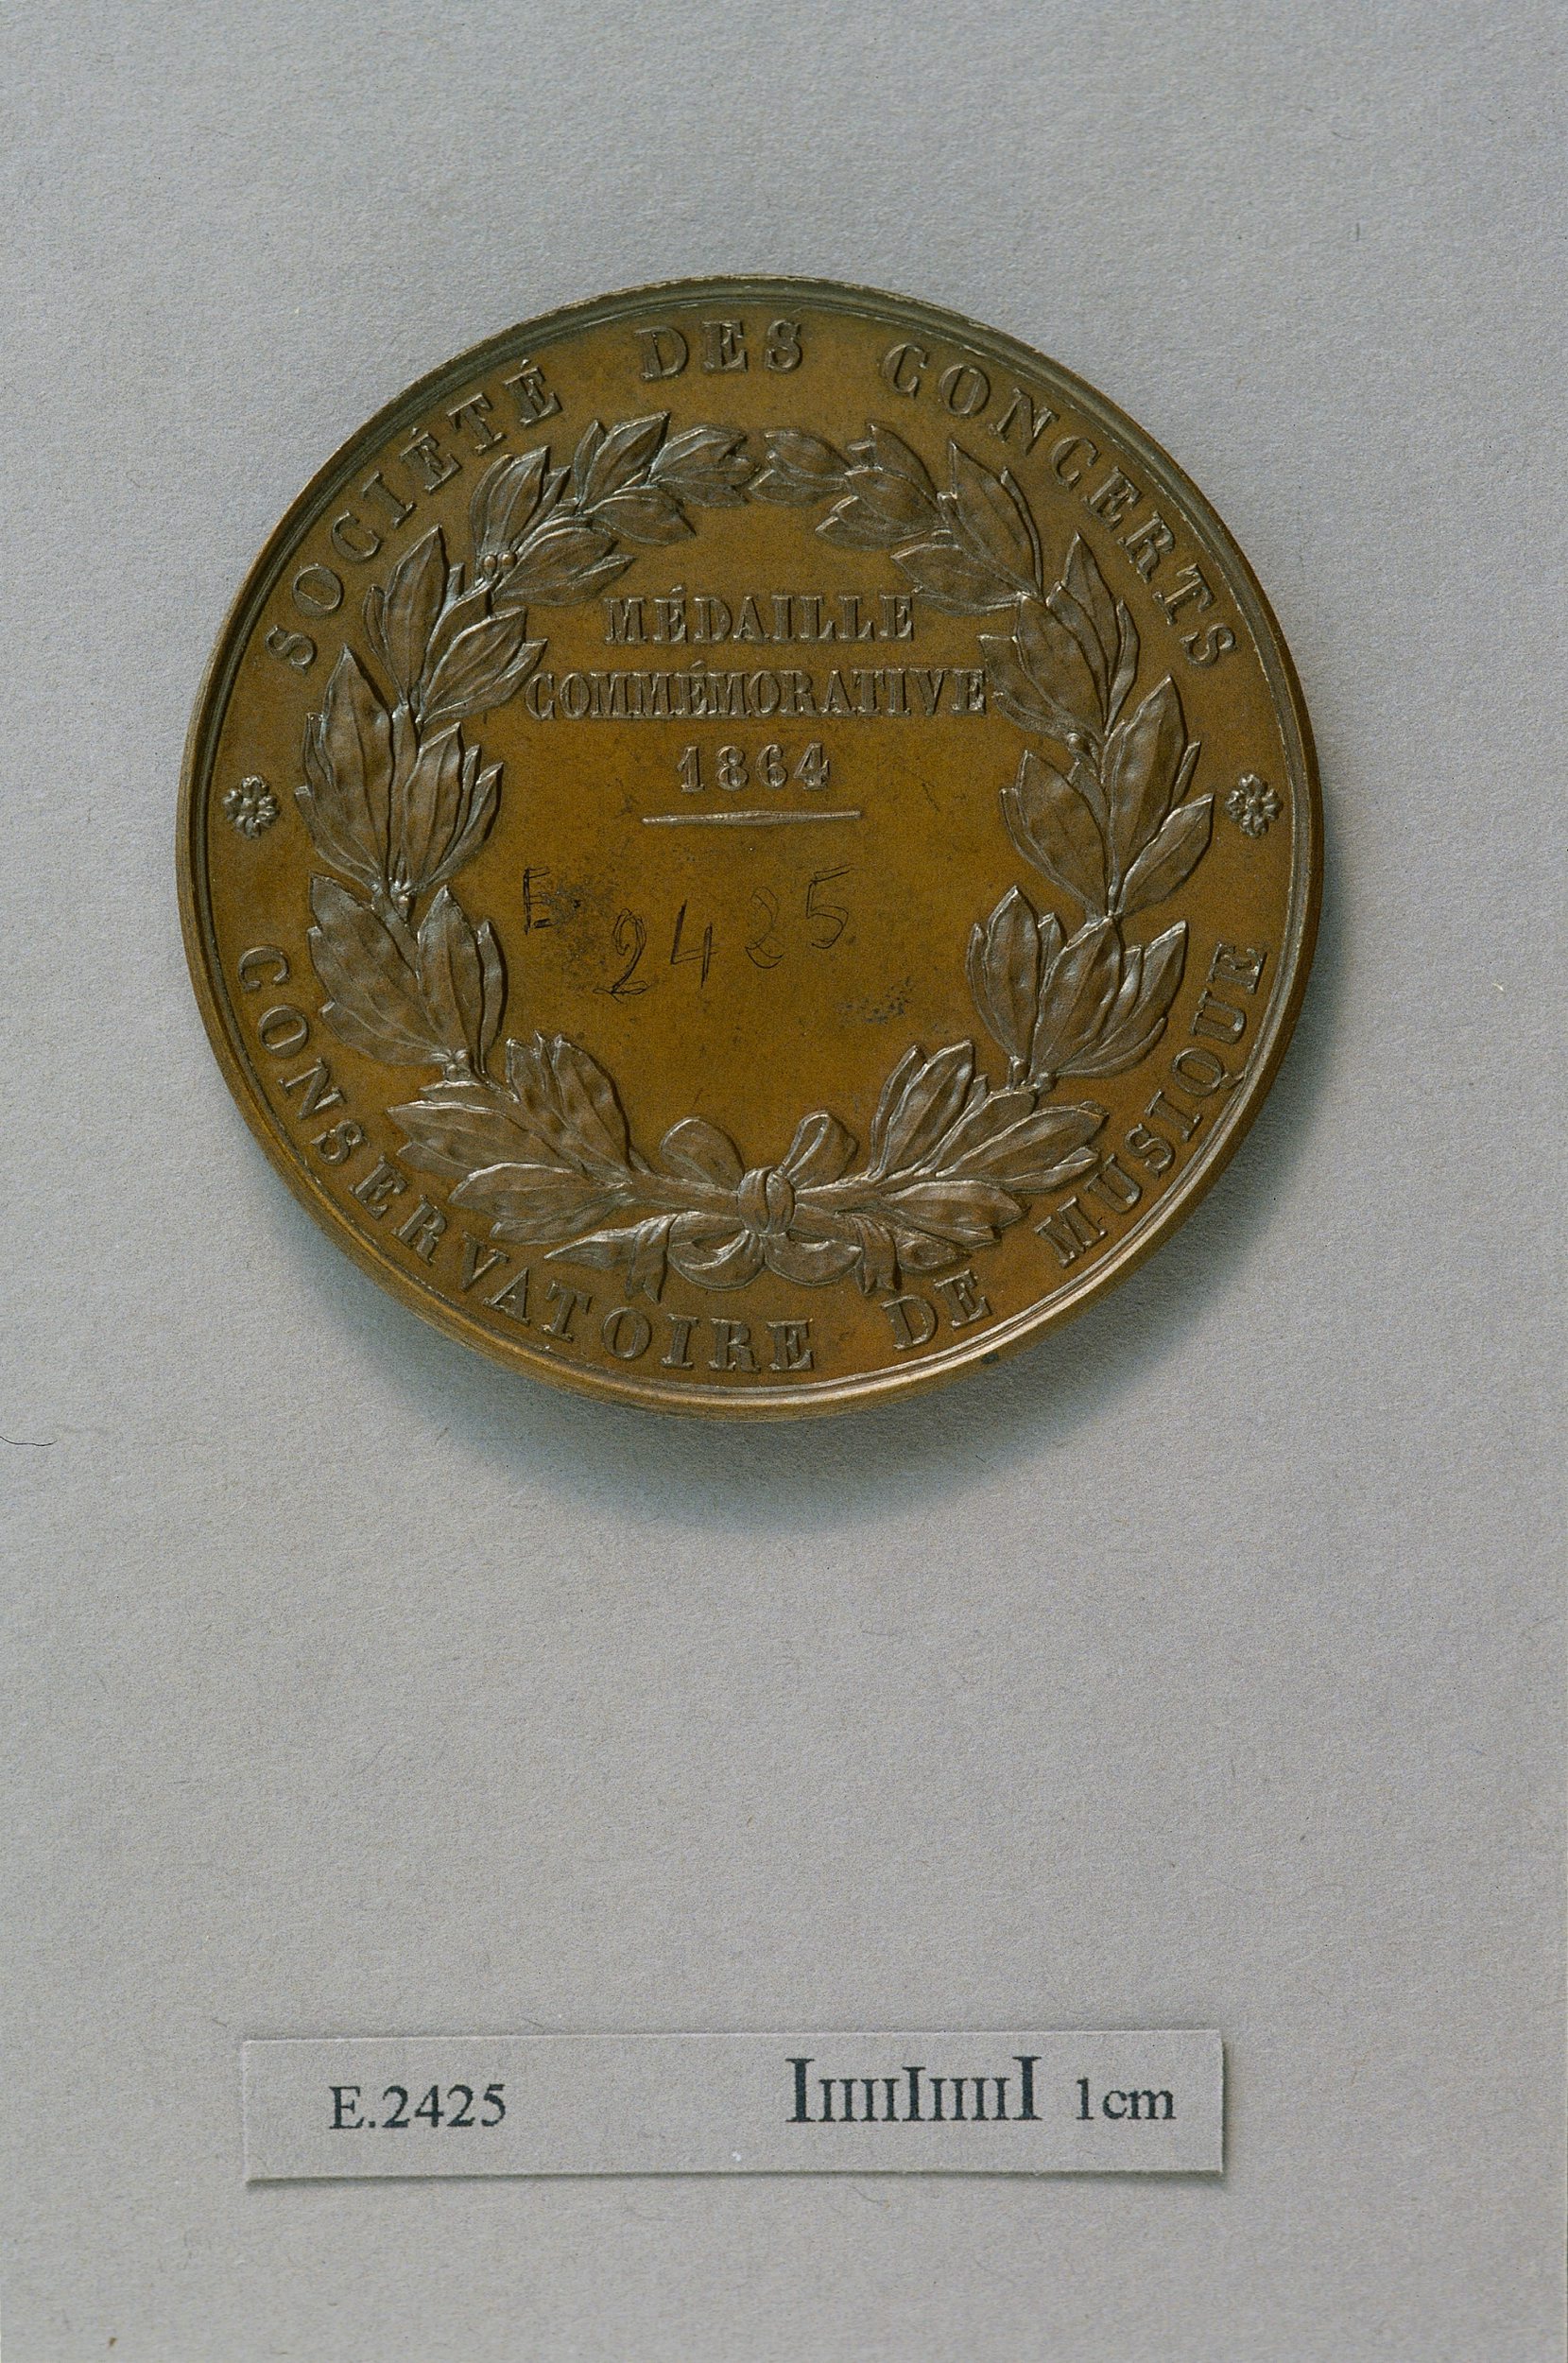 SOCIÉTÉ DES CONCERTS
MÉDAILLE
COMMÉMORATIVE
1864
E. 2425
CONSERVATOIRE DE MUSIQUE
E.2425 1cm